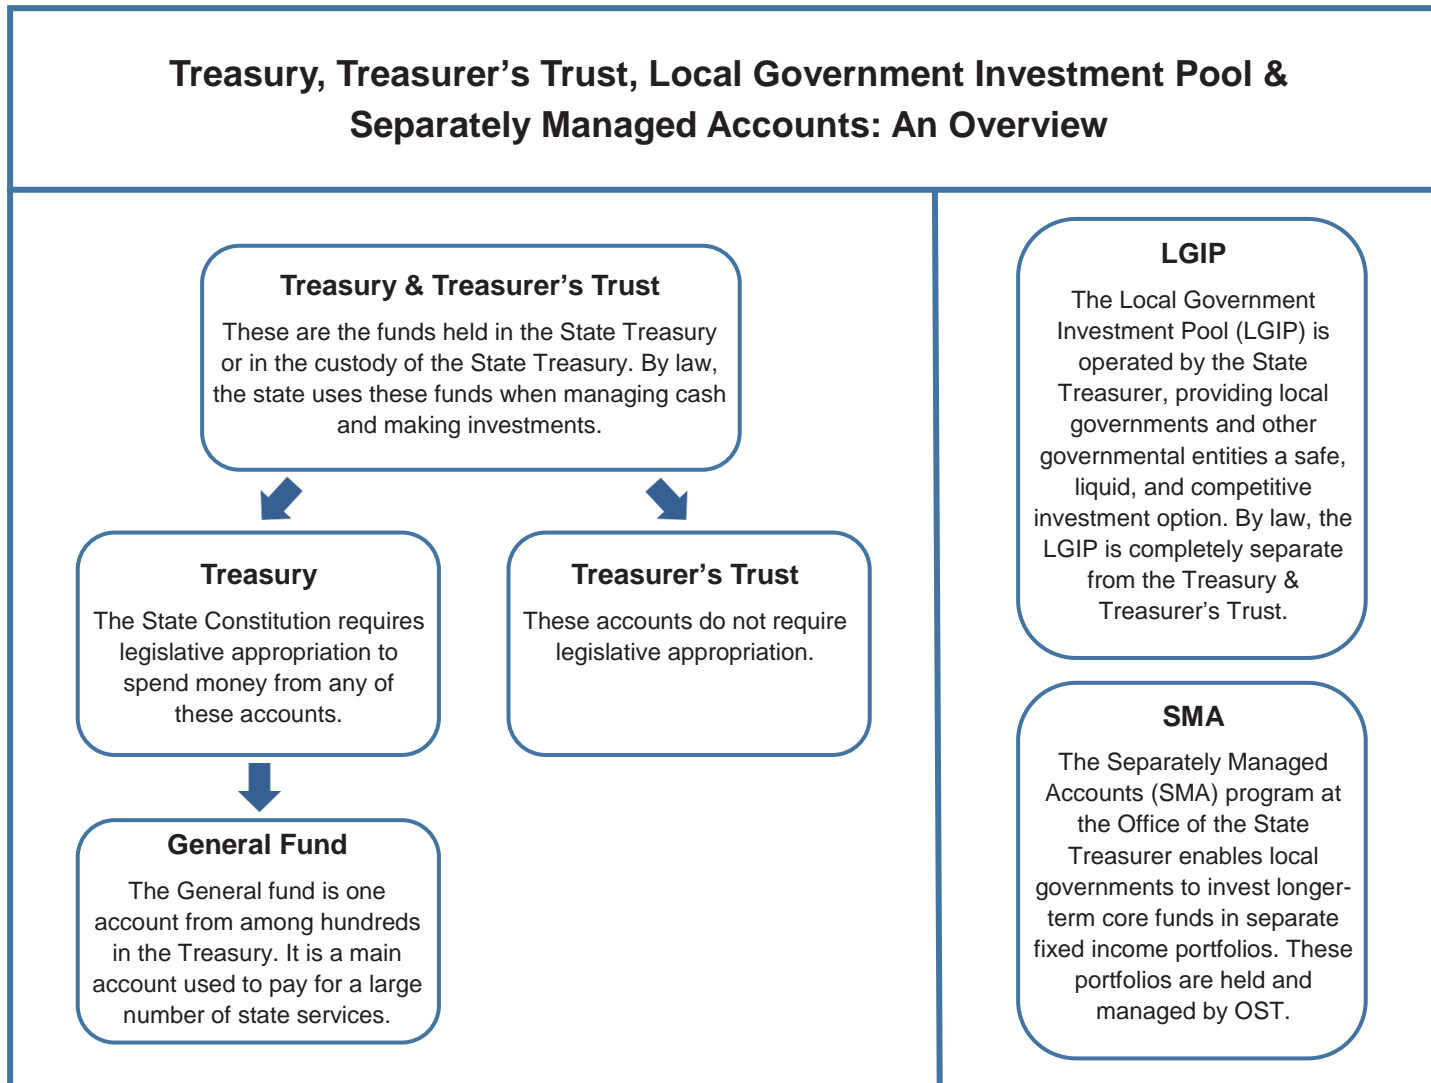 Treasury, Treasurer’s Trust, Local Government Investment Pool &
Separately Managed Accounts: An Overview
Treasury & Treasurer’s Trust
These are the funds held in the State Treasury
or in the custody of the State Treasury. By law,
the state uses these funds when managing cash
and making investments.
Treasury
The State Constitution requires
legislative appropriation to
spend money from any of
these accounts.
Treasurer’s Trust
These accounts do not require
legislative appropriation.
General Fund
The General fund is one
account from among hundreds
in the Treasury. It is a main
account used to pay for a large
number of state services.
LGIP
The Local Government
Investment Pool (LGIP) is
operated by the State
Treasurer, providing local
governments and other
governmental entities a safe,
liquid, and competitive
investment option. By law, the
LGIP is completely separate
from the Treasury &
Treasurer’s Trust.
SMA
The Separately Managed
Accounts (SMA) program at
the Office of the State
Treasurer enables local
governments to invest longer-
term core funds in separate
fixed income portfolios. These
portfolios are held and
managed by OST.